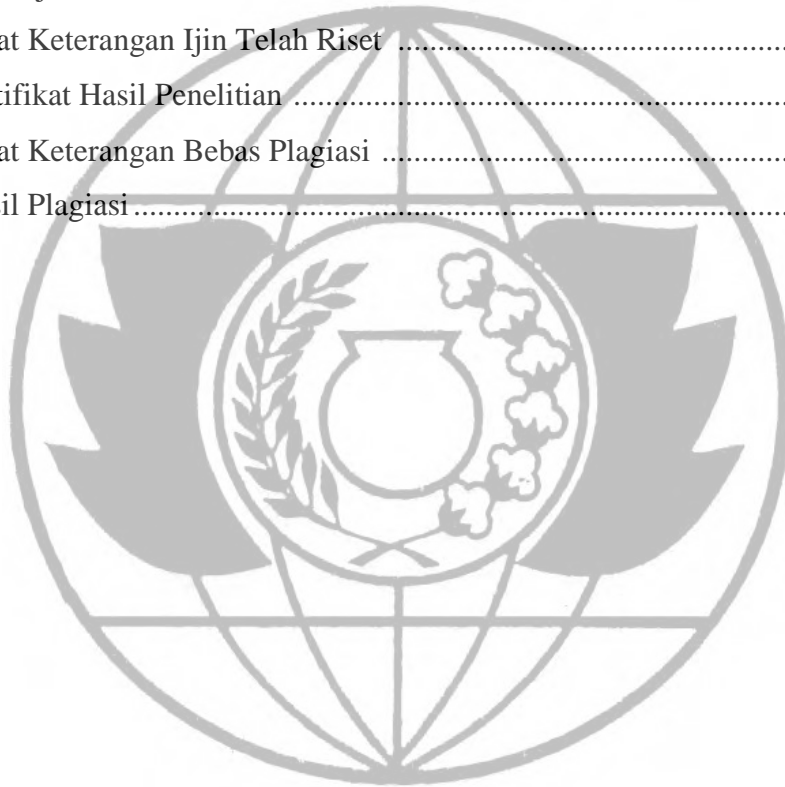 at Keterangan Ijin Telah Riset ................................................
tifikat Hasil Penelitian .............................................................
at Keterangan Bebas Plagiasi ..................................................
il Plagiasi .................................................................................